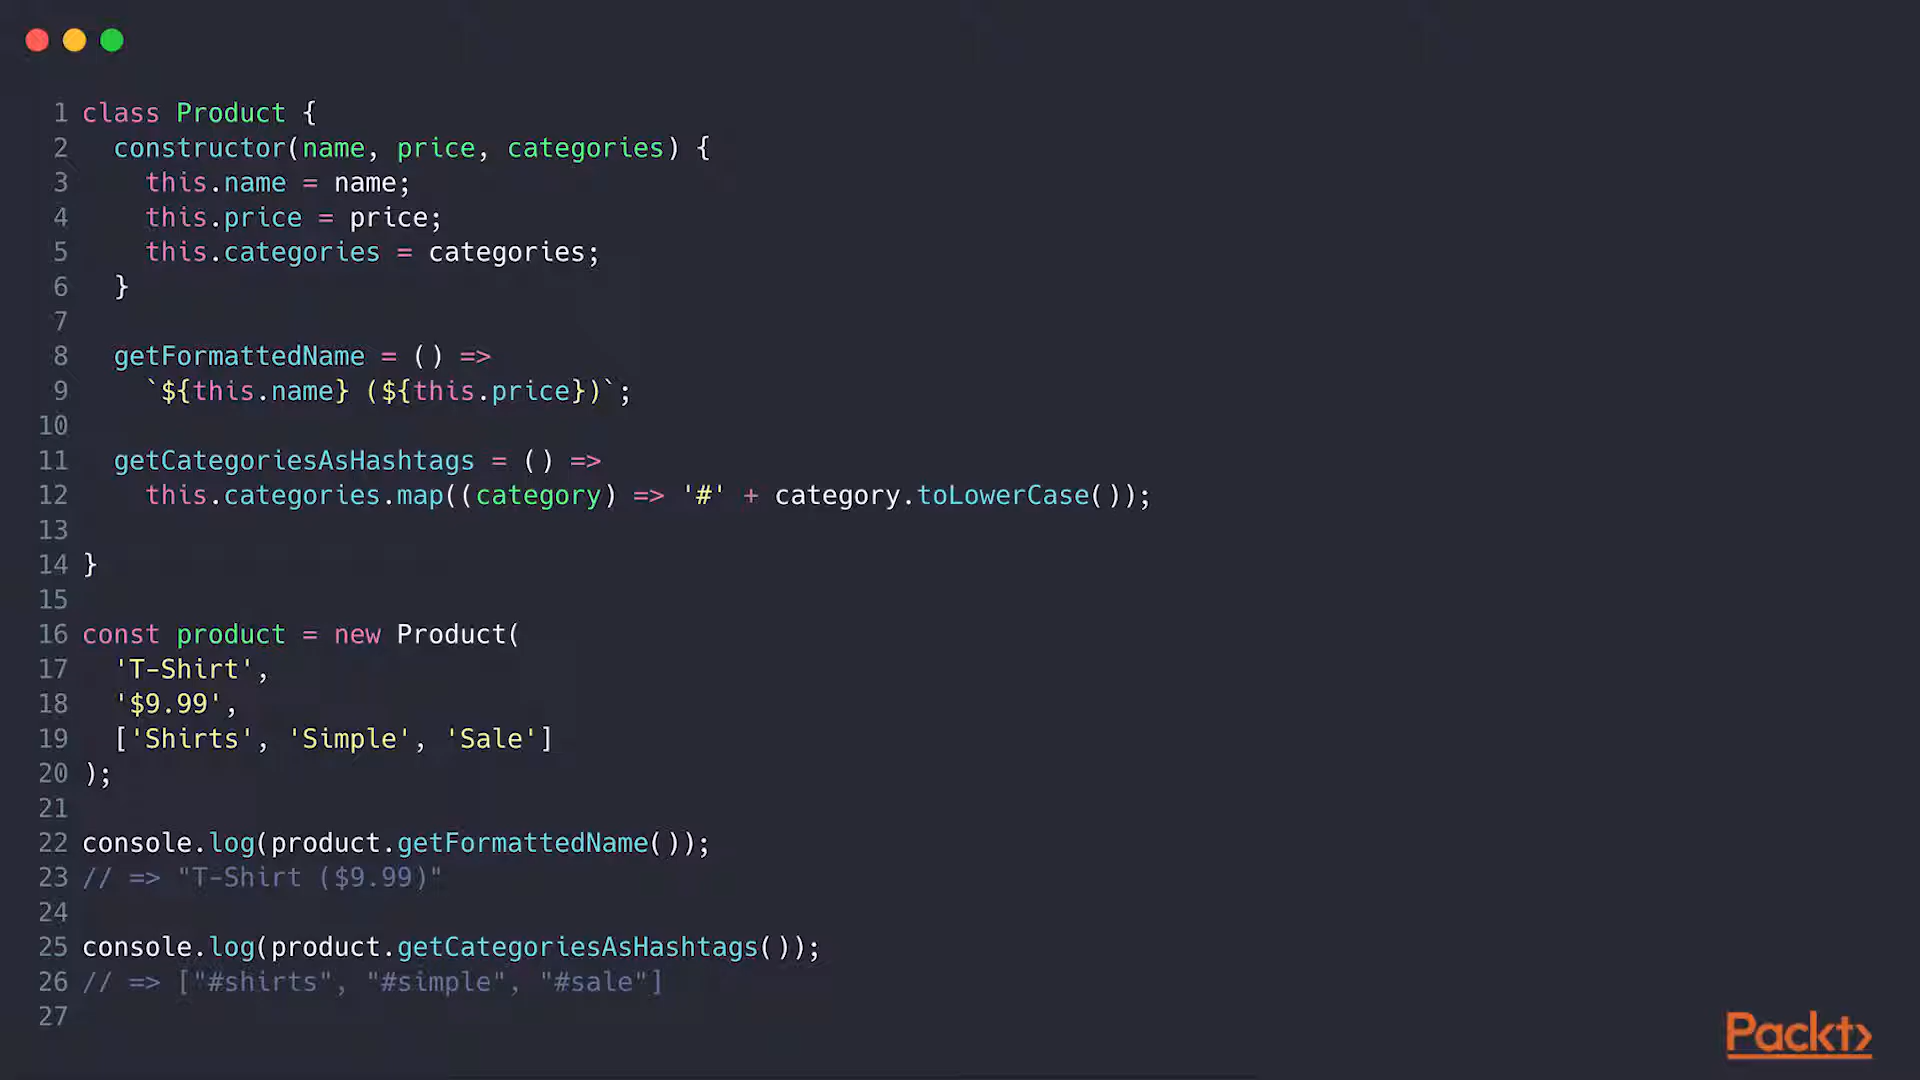 1 class Product {
2   constructor(name, price, categories) {
3     this.name = name;
4     this.price = price;
5     this.categories = categories;
6   }
7
8   getFormattedName = () =>
9     `${this.name} (${this.price})`;
10
11   getCategoriesAsHashtags = () =>
12     this.categories.map((category) => '#' + category.toLowerCase());
13
14 }
15
16 const product = new Product(
17   'T-Shirt',
18   '$9.99',
19   ['Shirts', 'Simple', 'Sale']
20 );
21
22 console.log(product.getFormattedName());
23 // => "T-Shirt ($9.99)"
24
25 console.log(product.getCategoriesAsHashtags());
26 // => ["#shirts", "#simple", "#sale"]
27
Packt>